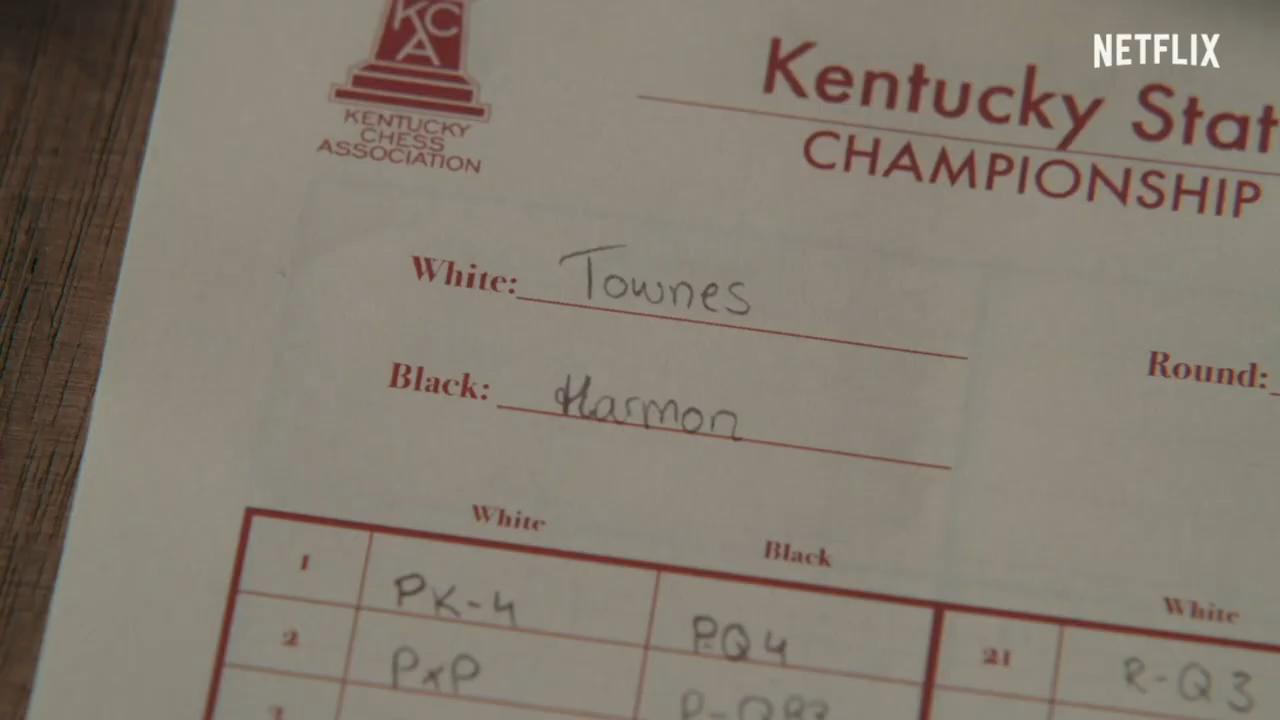 NETFLIX
KCA
KENTUCKY
CHESS
ASSOCIATION
Kentucky Stat
CHAMPIONSHIP
White: Townes
Black: Harmon
Round:
White Black White
1 PK-4 P.Q4 21 R-Q3
2 PxP